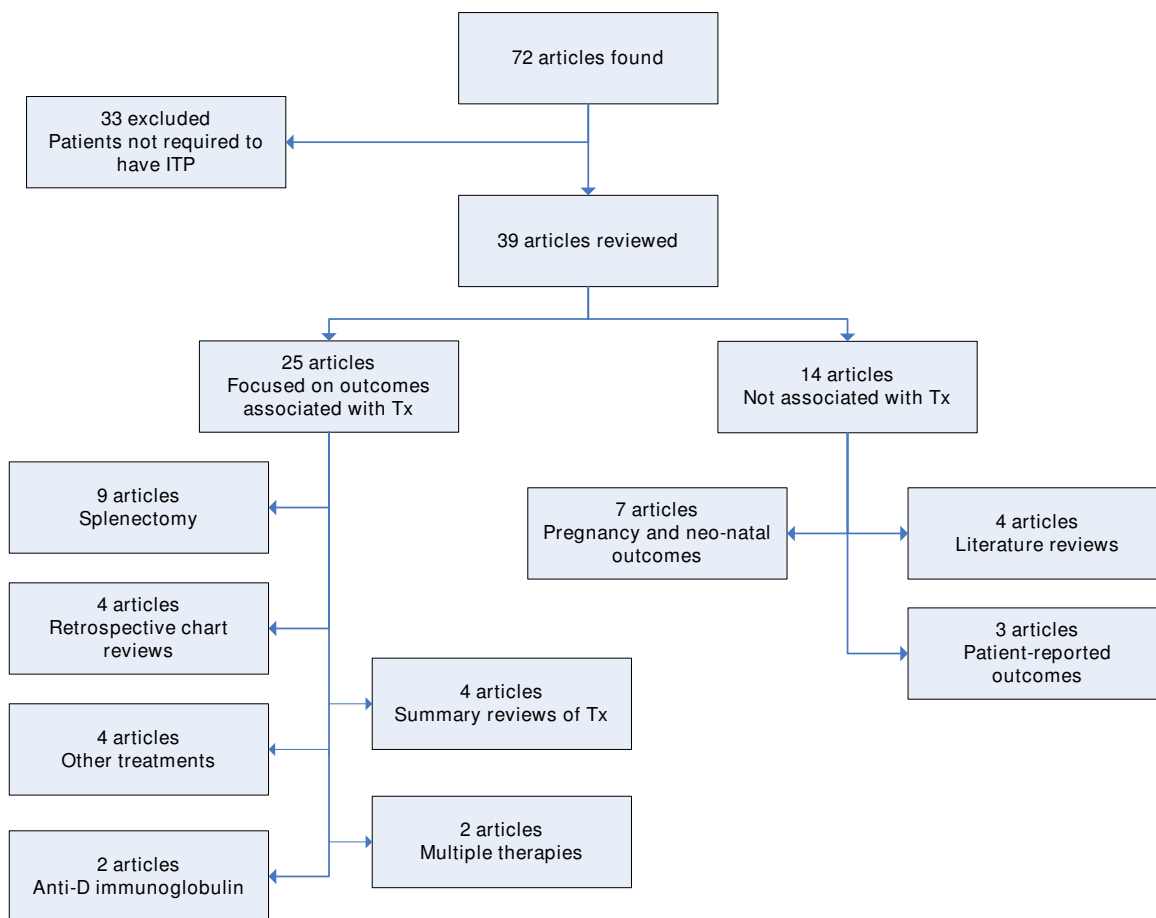 72 articles found
33 excluded
Patients not required to
have ITP
39 articles reviewed
25 articles
Focused on outcomes
associated with Tx
14 articles
Not associated with Tx
9 articles
Splenectomy
7 articles
Pregnancy and neo-natal
outcomes
4 articles
Literature reviews
4 articles
Retrospective chart
reviews
3 articles
Patient-reported
outcomes
4 articles
Summary reviews of Tx
4 articles
Other treatments
2 articles
Multiple therapies
2 articles
Anti-D immunoglobulin